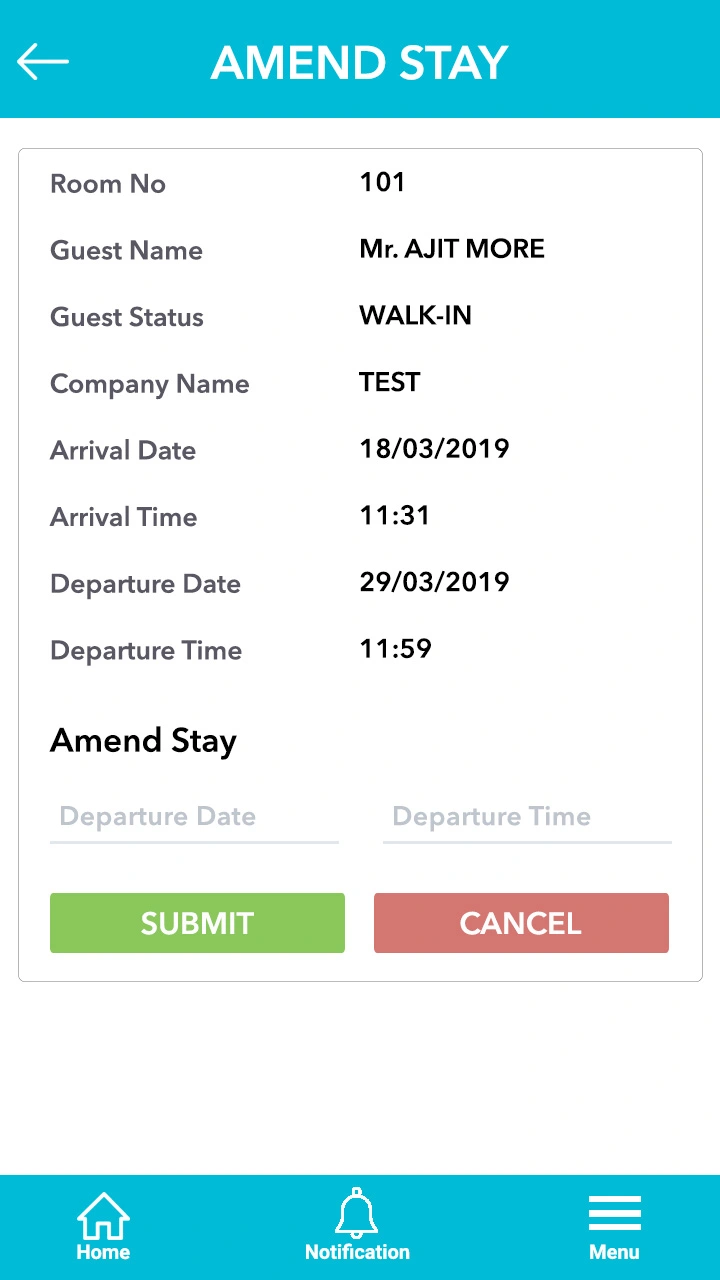 AMEND STAY
Room No 101
Guest Name Mr. AJIT MORE
Guest Status WALK-IN
Company Name TEST
Arrival Date 18/03/2019
Arrival Time 11:31
Departure Date 29/03/2019
Departure Time 11:59
Amend Stay
Departure Date Departure Time
SUBMIT CANCEL
Home Notification Menu